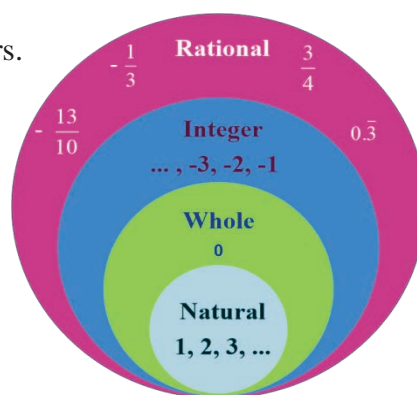 rs.
Rational
- 1/3
3/4
- 13/10
0.3̅
Integer
... , -3, -2, -1
Whole
0
Natural
1, 2, 3, ...